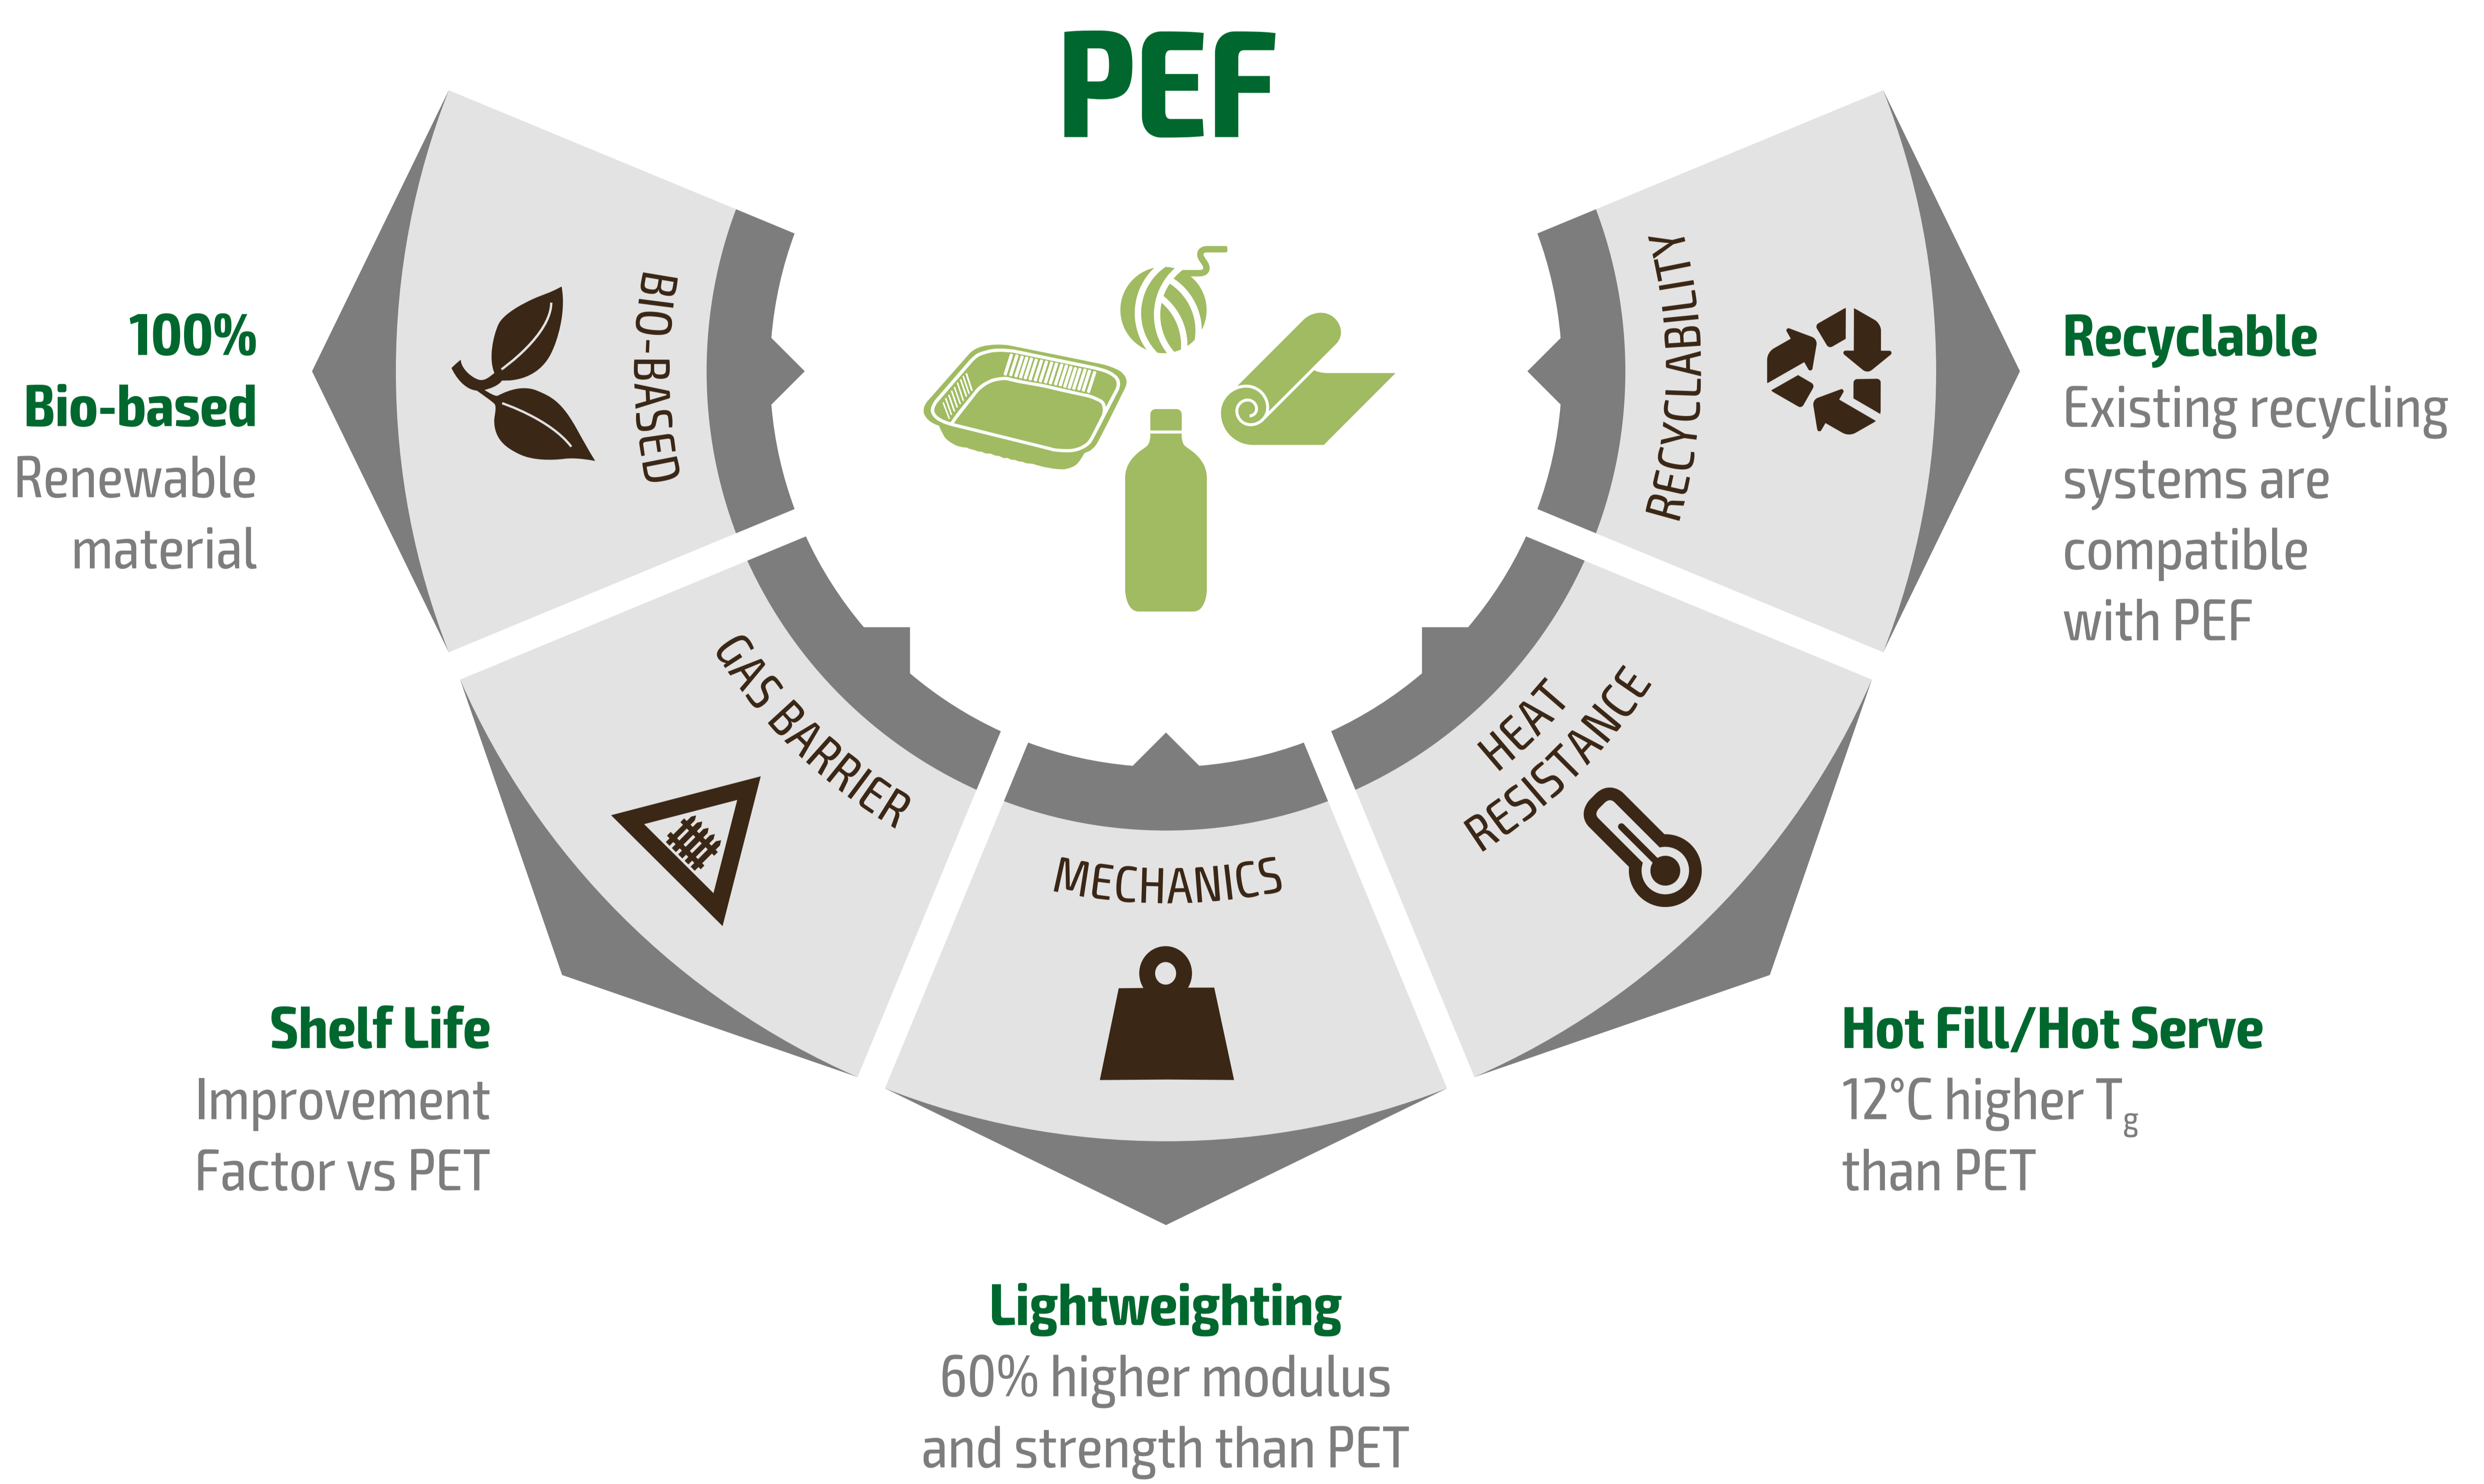 PEF
BIO-BASED
100%
Bio-based
Renewable
material
GAS BARRIER
Shelf Life
Improvement
Factor vs PET
MECHANICS
Lightweighting
60% higher modulus
and strength than PET
HEAT
RESISTANCE
Hot Fill/Hot Serve
12°C higher Tg
than PET
RECYCLABILITY
Recyclable
Existing recycling
systems are
compatible
with PEF